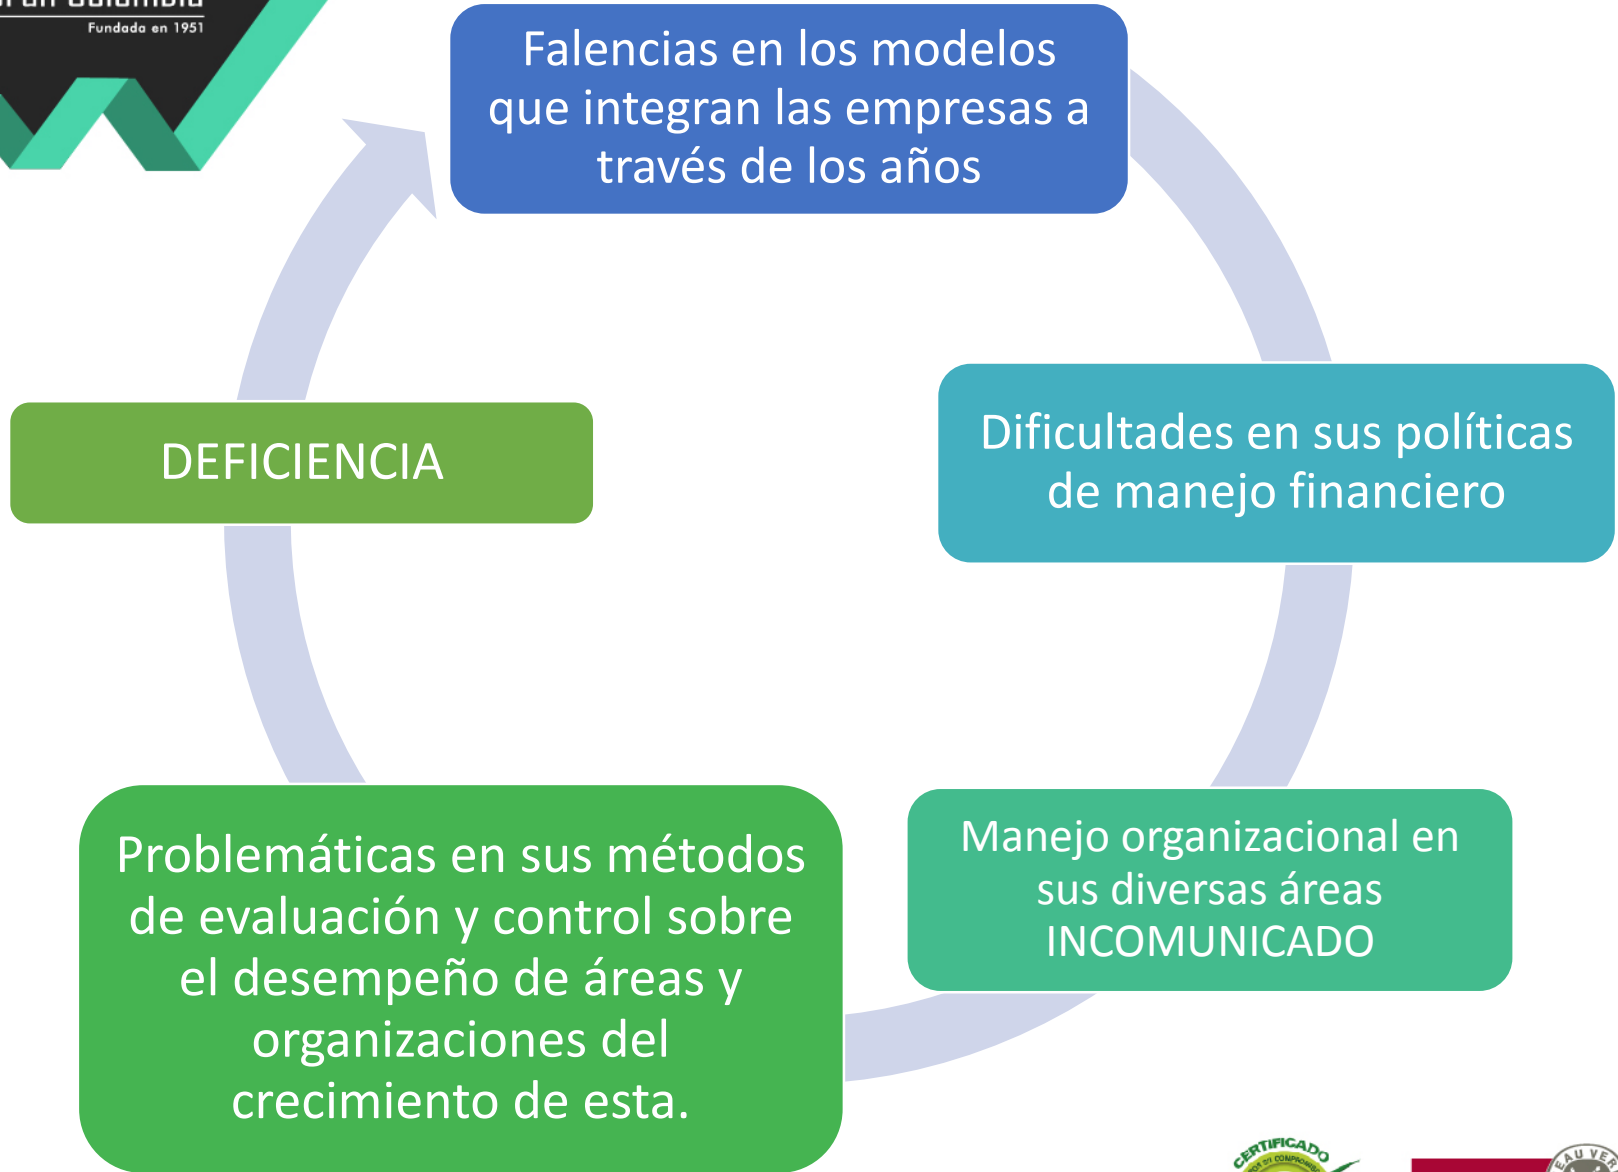 Gran Colombia
Fundada en 1951
Falencias en los modelos
que integran las empresas a
través de los años
Dificultades en sus políticas
de manejo financiero
Manejo organizacional en
sus diversas áreas
INCOMUNICADO
Problemáticas en sus métodos
de evaluación y control sobre
el desempeño de áreas y
organizaciones del
crecimiento de esta.
DEFICIENCIA
CERTIFICADO